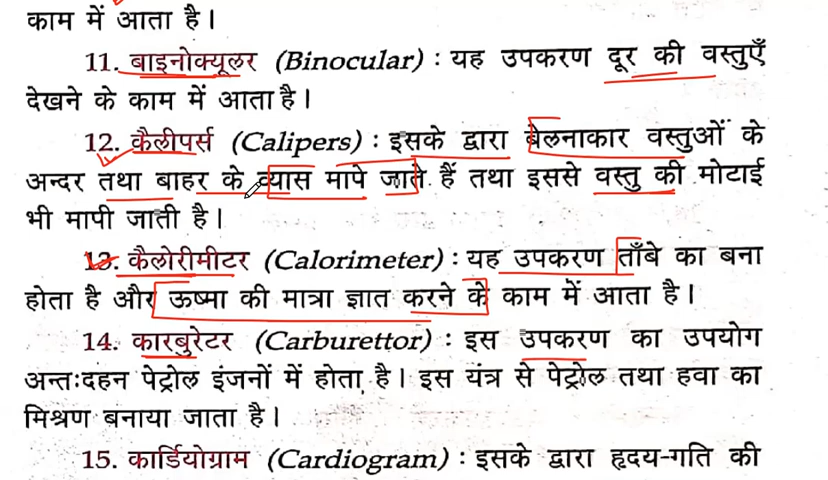 काम में आता है।
11. बाइनोक्यूलर (Binocular) : यह उपकरण दूर की वस्तुएँ
देखने के काम में आता है।
12. कैलीपर्स (Calipers) : इसके द्वारा बेलनाकार वस्तुओं के
अन्दर तथा बाहर के व्यास मापे जाते हैं तथा इससे वस्तु की मोटाई
भी मापी जाती है।
13. कैलोरीमीटर (Calorimeter) : यह उपकरण ताँबे का बना
होता है और ऊष्मा की मात्रा ज्ञात करने के काम में आता है।
14. कारबुरेटर (Carburettor) : इस उपकरण का उपयोग
अन्तःदहन पेट्रोल इंजनों में होता है। इस यंत्र से पेट्रोल तथा हवा का
मिश्रण बनाया जाता है।
15. कार्डियोग्राम (Cardiogram) : इसके द्वारा हृदय-गति की